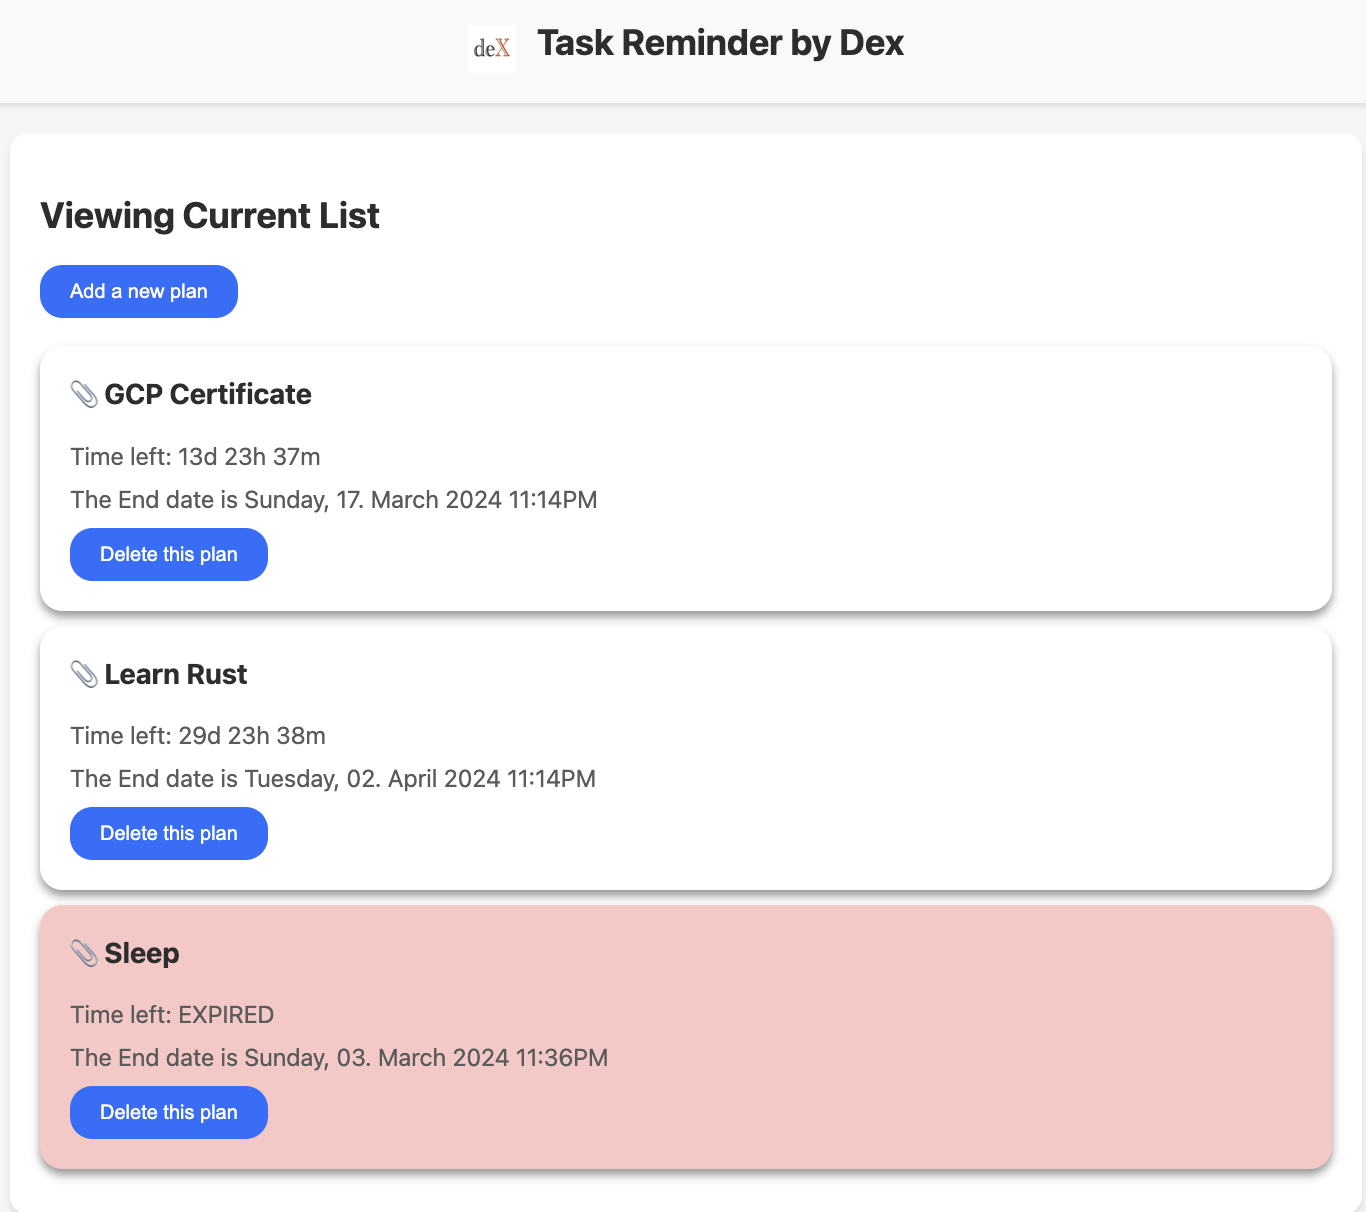 deX
Task Reminder by Dex
Viewing Current List
Add a new plan
GCP Certificate
Time left: 13d 23h 37m
The End date is Sunday, 17. March 2024 11:14PM
Delete this plan
Learn Rust
Time left: 29d 23h 38m
The End date is Tuesday, 02. April 2024 11:14PM
Delete this plan
Sleep
Time left: EXPIRED
The End date is Sunday, 03. March 2024 11:36PM
Delete this plan